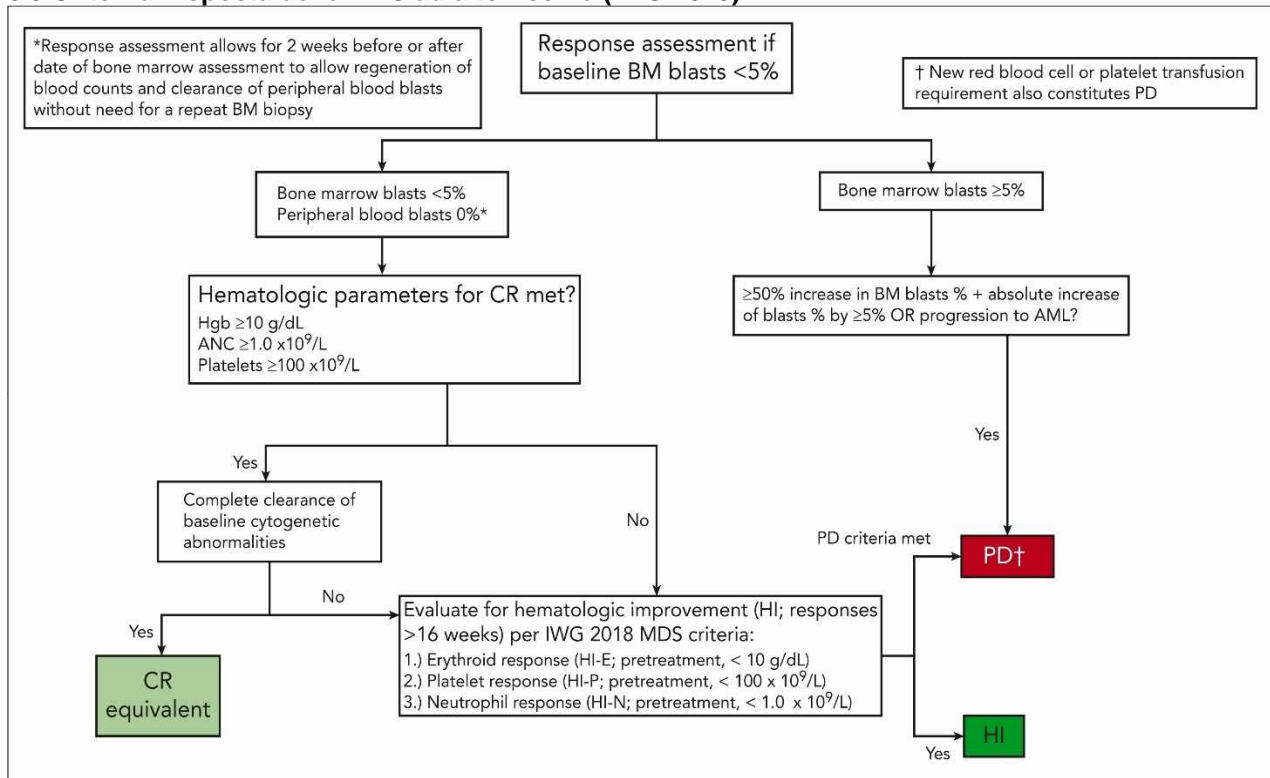 *Response assessment allows for 2 weeks before or after
date of bone marrow assessment to allow regeneration of
blood counts and clearance of peripheral blood blasts
without need for a repeat BM biopsy
Response assessment if
baseline BM blasts <5%
† New red blood cell or platelet transfusion
requirement also constitutes PD
Bone marrow blasts <5%
Peripheral blood blasts 0%*
Bone marrow blasts ≥5%
Hematologic parameters for CR met?
Hgb ≥10 g/dL
ANC ≥1.0 x10⁹/L
Platelets ≥100 x10⁹/L
≥50% increase in BM blasts % + absolute increase
of blasts % by ≥5% OR progression to AML?
Yes
Yes
Complete clearance of
baseline cytogenetic
abnormalities
No
PD criteria met
PD†
No
Evaluate for hematologic improvement (HI; responses
>16 weeks) per IWG 2018 MDS criteria:
1.) Erythroid response (HI-E; pretreatment, < 10 g/dL)
2.) Platelet response (HI-P; pretreatment, < 100 x 10⁹/L)
3.) Neutrophil response (HI-N; pretreatment, < 1.0 x 10⁹/L)
Yes
CR
equivalent
Yes
HI